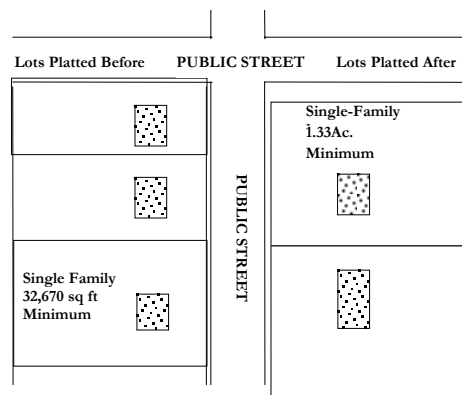 Lots Platted Before PUBLIC STREET Lots Platted After
Single-Family
1.33Ac.
Minimum
PUBLIC STREET
Single Family
32,670 sq ft
Minimum